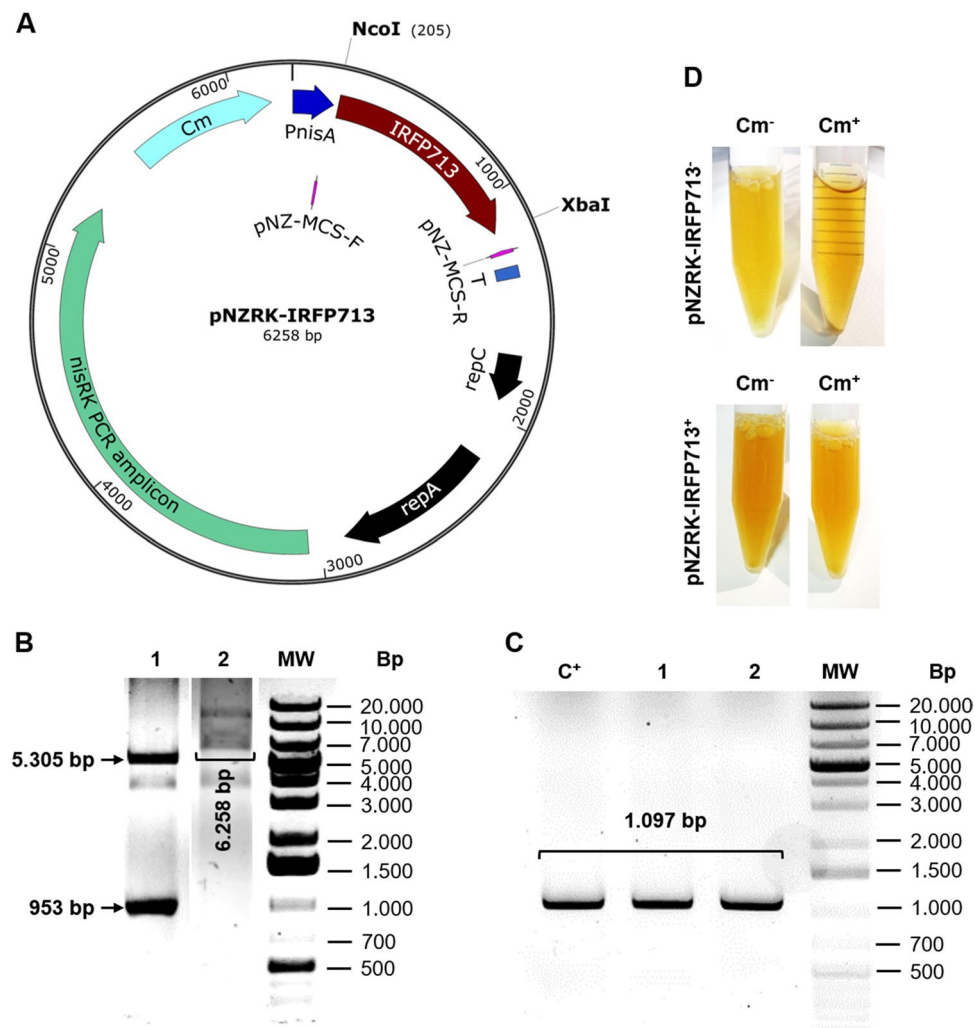 A
NcoI (205)
6000
Cm
PnisA
IRFP713
1000
XbaI
pNZ-MCS-F
pNZ-MCS-R
T
5000
pNZRK-IRFP713
6258 bp
repC
2000
nisRK PCR amplicon
repA
4000
3000
D
Cm⁻ Cm⁺
pNZRK-IRFP713⁻
Cm⁻ Cm⁺
pNZRK-IRFP713⁺
B
1 2 MW Bp
20.000
10.000
7.000
5.305 bp
5.000
4.000
6.258 bp
3.000
2.000
1.500
953 bp
1.000
700
500
C
C⁺ 1 2 MW Bp
20.000
10.000
7.000
5.000
4.000
3.000
1.097 bp
2.000
1.500
1.000
700
500